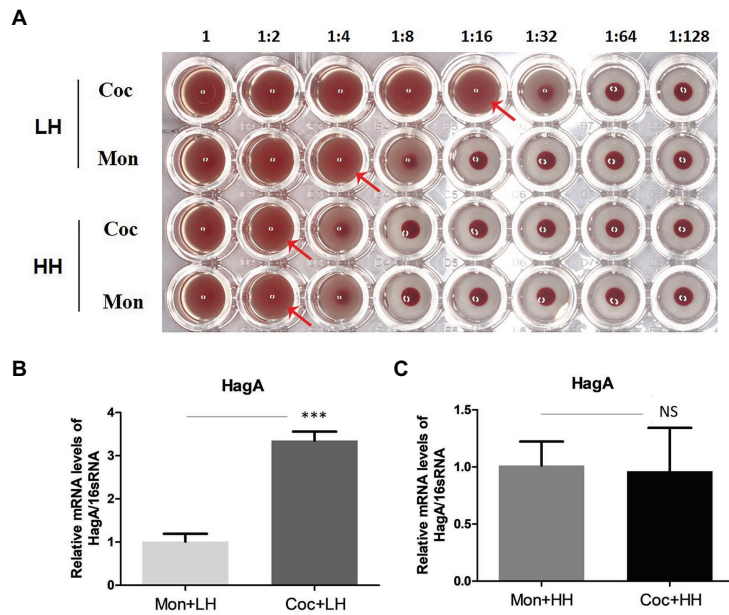 A
1 1:2 1:4 1:8 1:16 1:32 1:64 1:128
LH
Coc
Mon
HH
Coc
Mon
B
HagA
***
Relative mRNA levels of
HagA/16sRNA
4
3
2
1
0
Mon+LH Coc+LH
C
HagA
NS
Relative mRNA levels of
HagA/16sRNA
1.5
1.0
0.5
0.0
Mon+HH Coc+HH